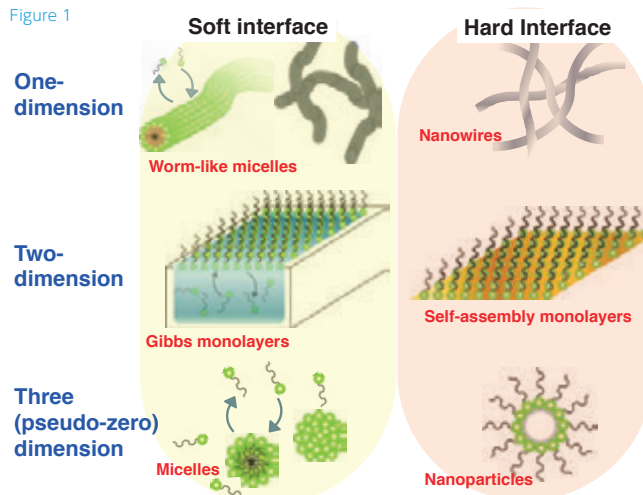 Figure 1
Soft interface
Hard Interface
One-
dimension
Worm-like micelles
Nanowires
Two-
dimension
Gibbs monolayers
Self-assembly monolayers
Three
(pseudo-zero)
dimension
Micelles
Nanoparticles